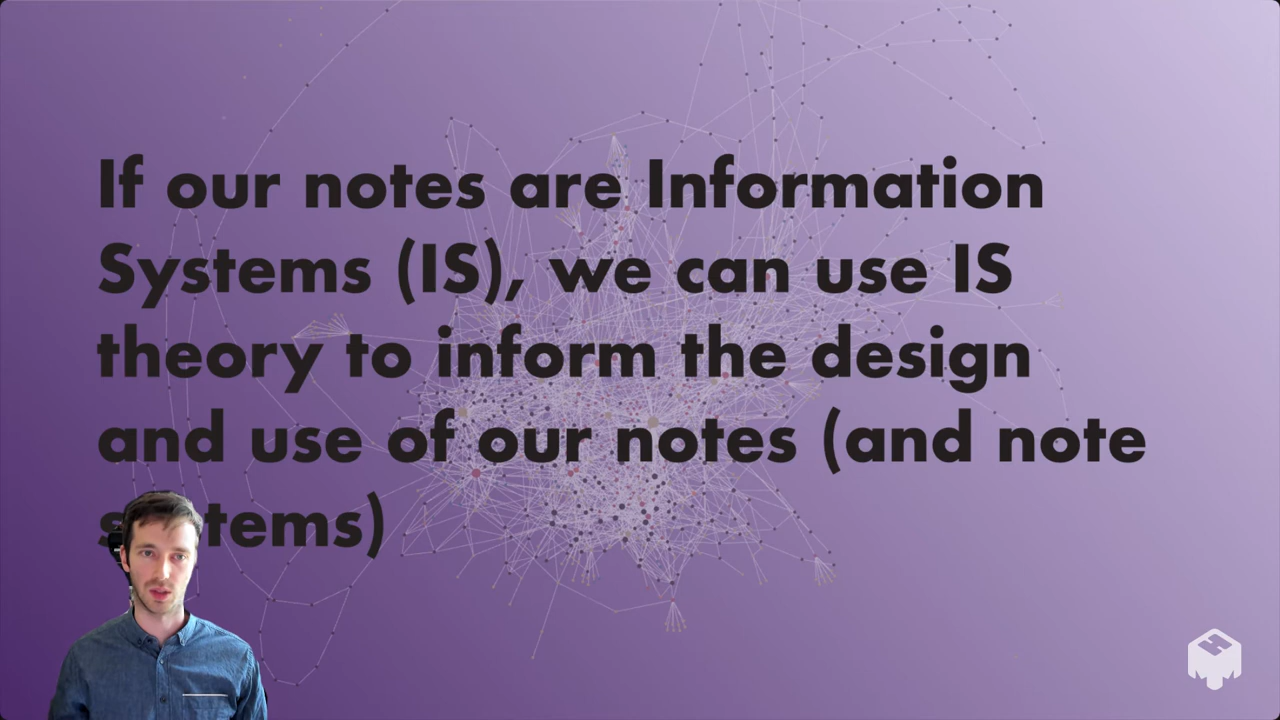 If our notes are Information
Systems (IS), we can use IS
theory to inform the design
and use of our notes (and note
systems)